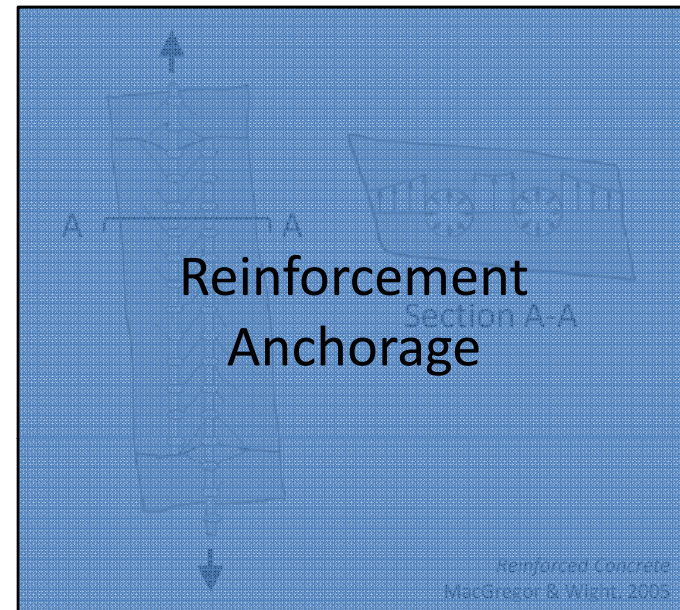 A
A
Reinforcement
Section A-A
Anchorage
Reinforced Concrete
MacGregor & Wight, 2005